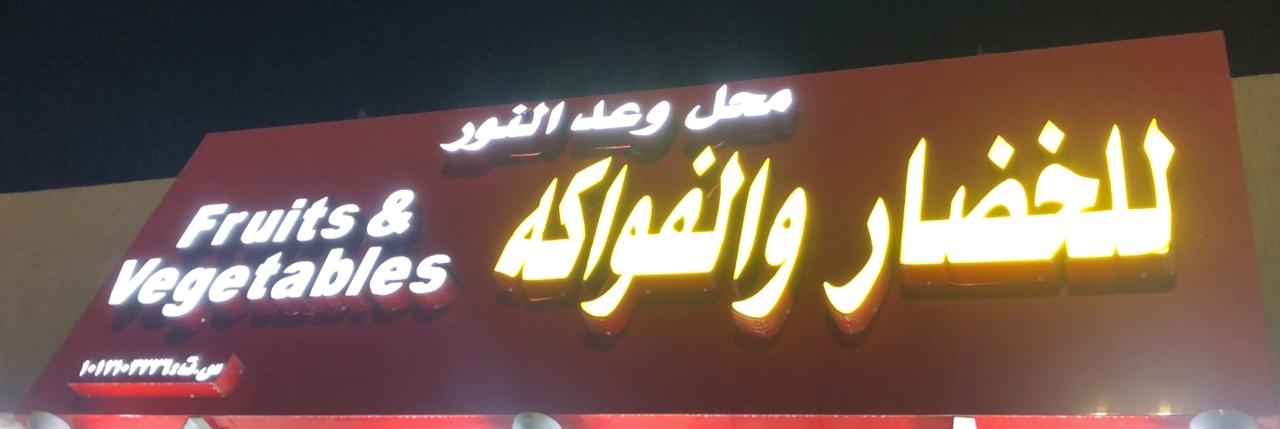 محل وعد النور
للخضار والفواكه
Fruits &
Vegetables
س.ت: